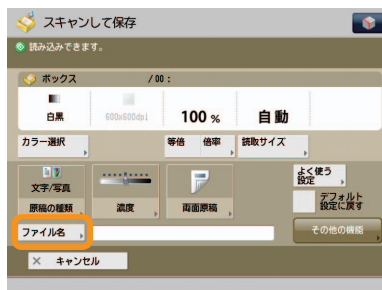 スキャンして保存
読み込みできます。
ボックス /00:
白黒 600x600dpi 100 % 自動
カラー選択 等倍 倍率 読取サイズ
文字/写真 よく使う設定
原稿の種類 濃度 両面原稿 デフォルト設定に戻す
ファイル名 その他の機能
× キャンセル